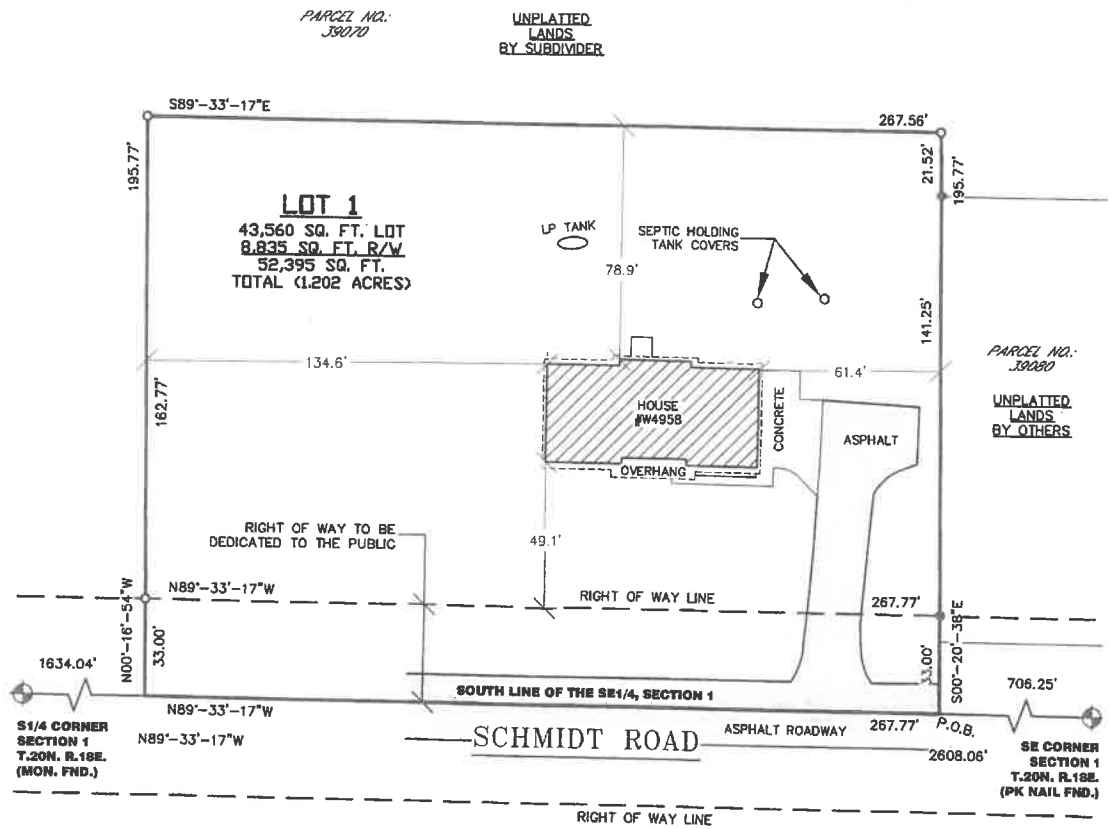 PARCEL NO.:
39070
UNPLATTED
LANDS
BY SUBDIVIDER
S89°-33'-17"E
267.56'
195.77'
21.52'
195.77'
LOT 1
43,560 SQ. FT. LOT
8,835 SQ. FT. R/W
52,395 SQ. FT.
TOTAL (1.202 ACRES)
LP TANK
SEPTIC HOLDING
TANK COVERS
78.9'
141.25'
134.6'
61.4'
PARCEL NO.:
39080
UNPLATTED
LANDS
BY OTHERS
162.77'
HOUSE
#W4958
CONCRETE
ASPHALT
OVERHANG
RIGHT OF WAY TO BE
DEDICATED TO THE PUBLIC
49.1'
N89°-33'-17"W
RIGHT OF WAY LINE
267.77'
N00°-16'-54"W
33.00'
33.00'
S00°-20'-38"E
1634.04'
706.25'
SOUTH LINE OF THE SE1/4, SECTION 1
N89°-33'-17"W
ASPHALT ROADWAY
267.77'
P.O.B.
S1/4 CORNER
SECTION 1
T.20N. R.18E.
(MON. FND.)
N89°-33'-17"W
SCHMIDT ROAD
2608.06'
SE CORNER
SECTION 1
T.20N. R.18E.
(PK NAIL FND.)
RIGHT OF WAY LINE